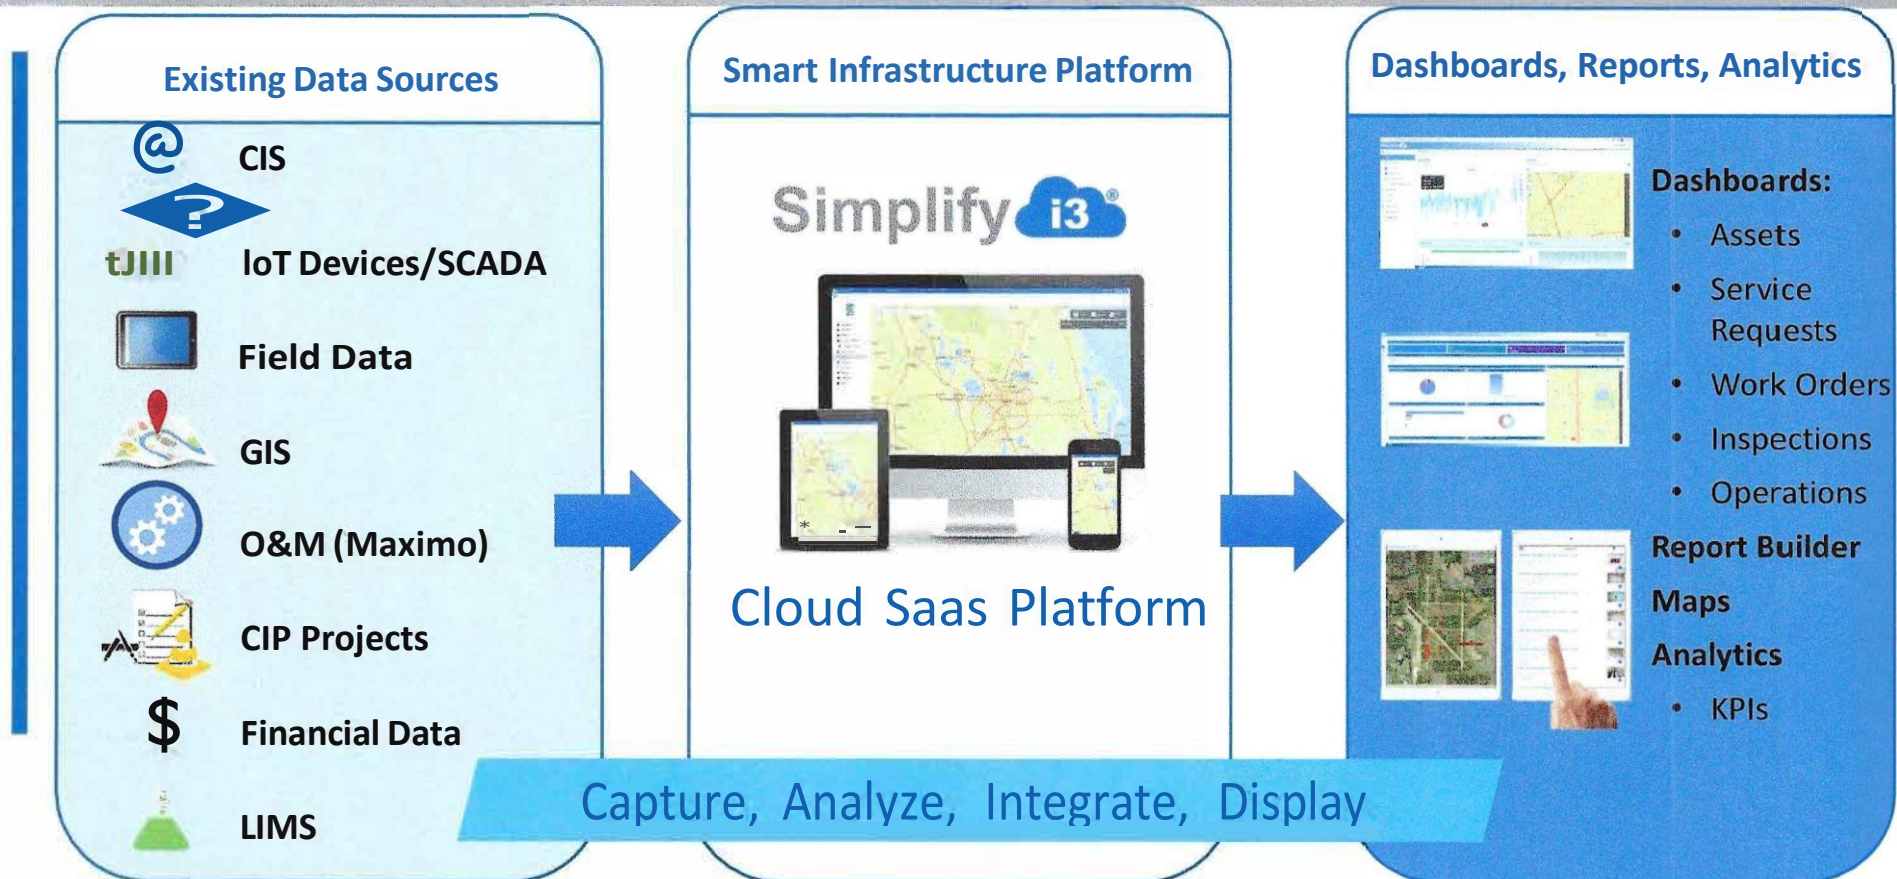 Existing Data Sources
@
CIS
?
tJIII
loT Devices/SCADA
Field Data
GIS
O&M (Maximo)
CIP Projects
$
Financial Data
LIMS
Smart Infrastructure Platform
Simplify i3®
Cloud Saas Platform
Dashboards, Reports, Analytics
Dashboards:
• Assets
• Service
Requests
• Work Orders
• Inspections
• Operations
Report Builder
Maps
Analytics
• KPIs
Capture, Analyze, Integrate, Display